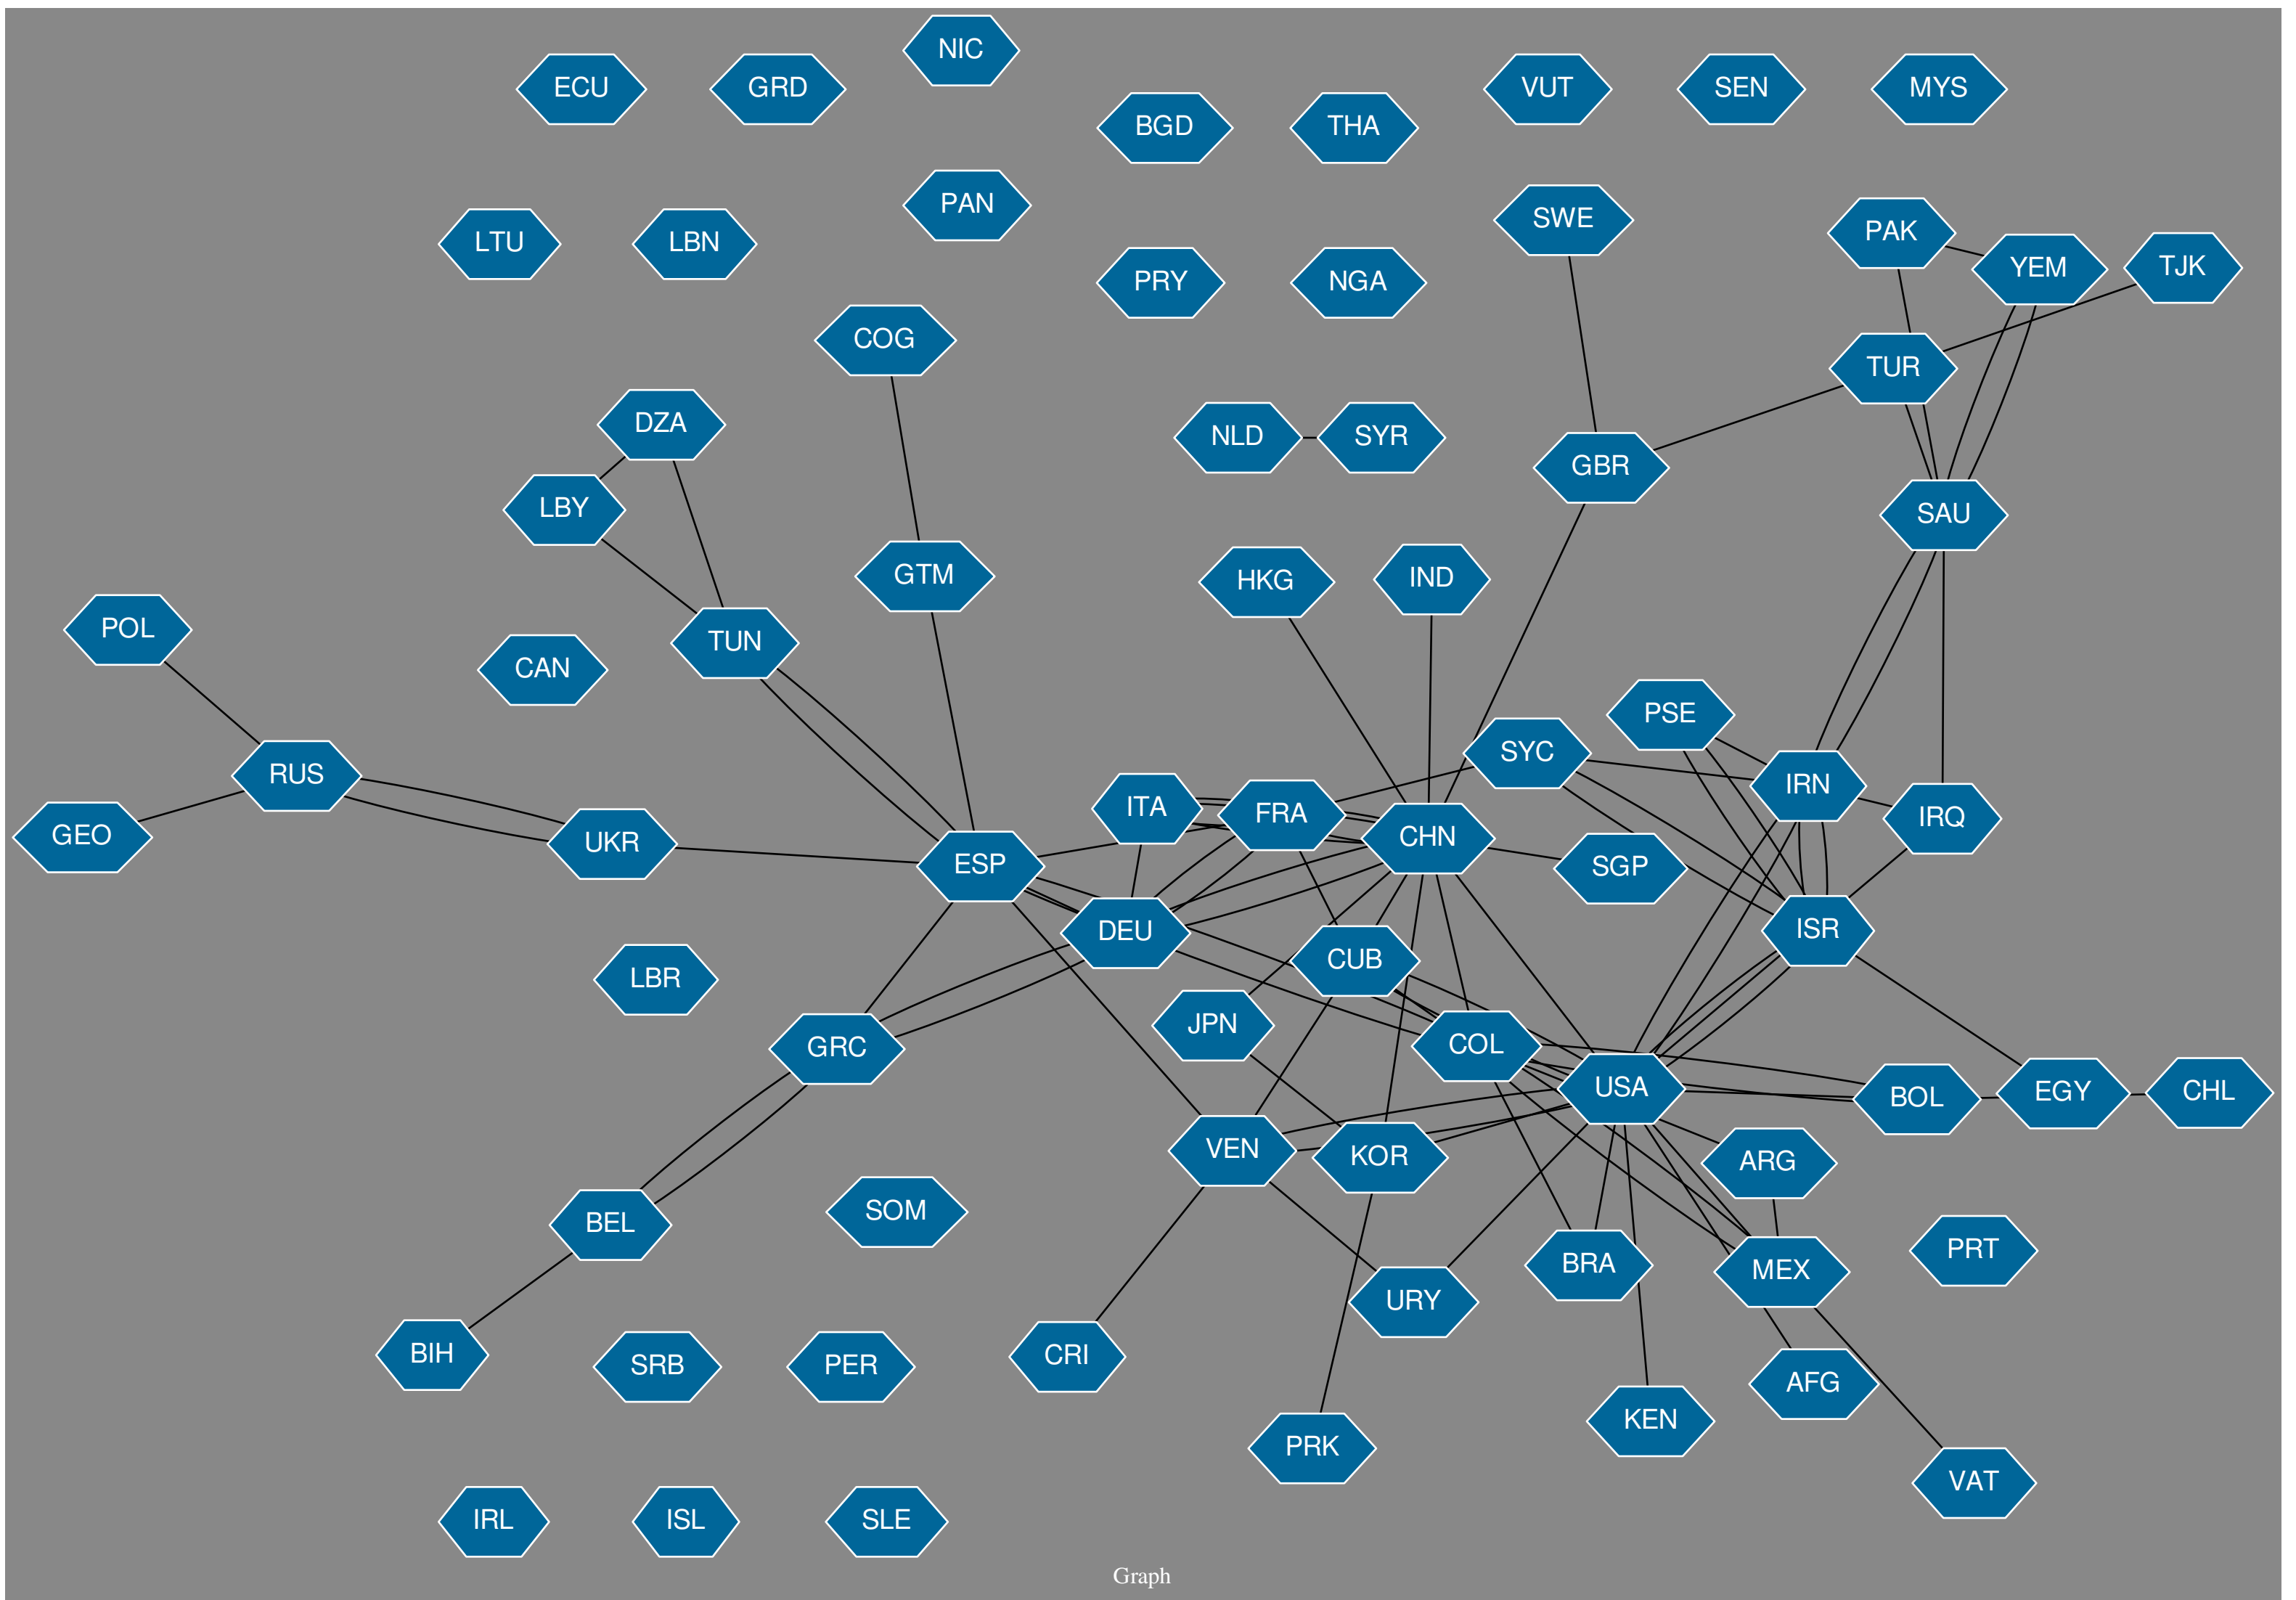 NIC
ECU
GRD
VUT
SEN
MYS
BGD
THA
PAN
SWE
PAK
LTU
LBN
YEM
TJK
PRY
NGA
COG
TUR
DZA
NLD
SYR
GBR
LBY
SAU
GTM
HKG
IND
POL
TUN
CAN
PSE
SYC
RUS
IRN
ITA
FRA
IRQ
GEO
UKR
CHN
ESP
SGP
DEU
ISR
CUB
LBR
JPN
GRC
COL
USA
BOL
EGY
CHL
VEN
KOR
ARG
SOM
BEL
PRT
BRA
MEX
URY
BIH
CRI
SRB
PER
AFG
KEN
PRK
VAT
IRL
ISL
SLE
Graph